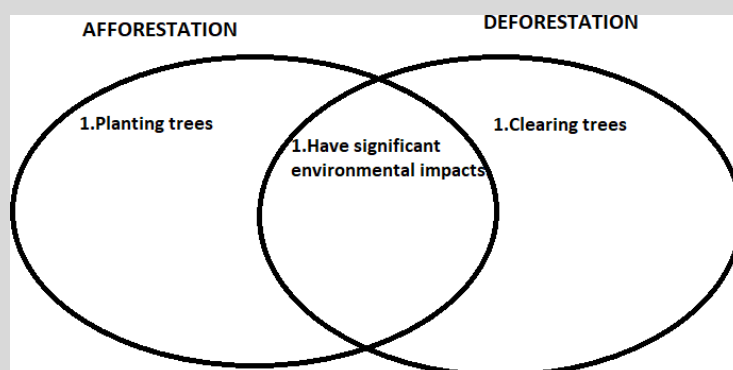 AFFORESTATION
DEFORESTATION
1.Planting trees
1.Have significant
environmental impacts
1.Clearing trees